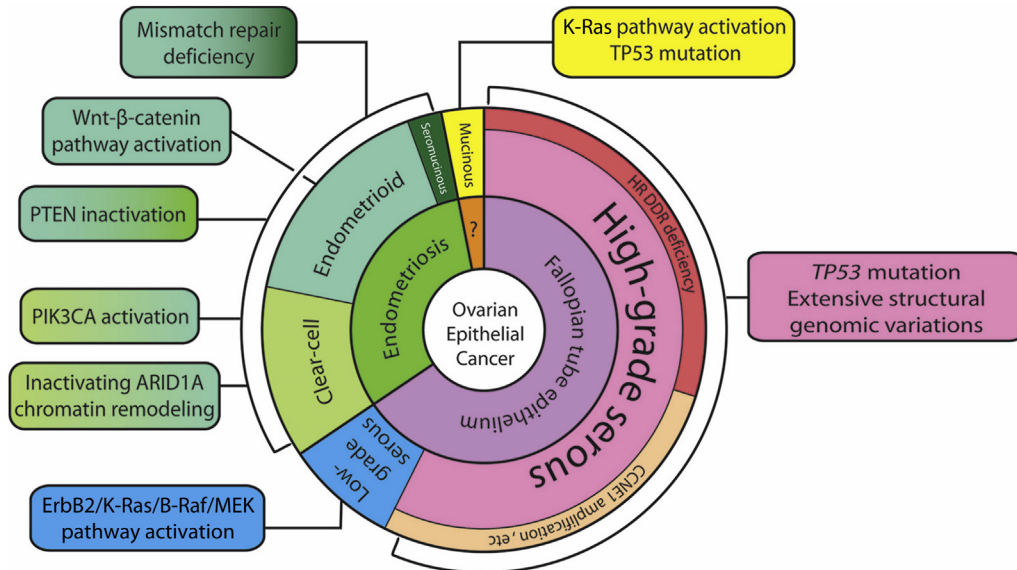 Mismatch repair
deficiency
K-Ras pathway activation
TP53 mutation
Wnt-β-catenin
pathway activation
PTEN inactivation
PIK3CA activation
Inactivating ARID1A
chromatin remodeling
ErbB2/K-Ras/B-Raf/MEK
pathway activation
TP53 mutation
Extensive structural
genomic variations
Ovarian
Epithelial
Cancer
Endometriosis
?
Fallopian tube epithelium
Endometrioid
Seromucinous
Mucinous
Clear-cell
Low-
grade
serous
High-grade serous
HR DDR deficiency
CCNE1 amplification, etc